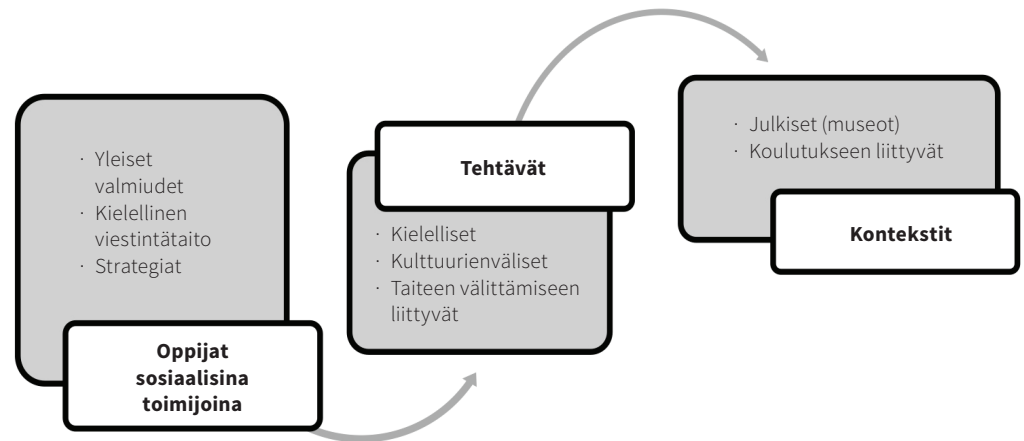 · Yleiset
valmiudet
· Kielellinen
viestintätaito
· Strategiat
Oppijat
sosiaalisina
toimijoina
Tehtävät
· Kielelliset
· Kulttuurienväliset
· Taiteen välittämiseen
liittyvät
· Julkiset (museot)
· Koulutukseen liittyvät
Kontekstit